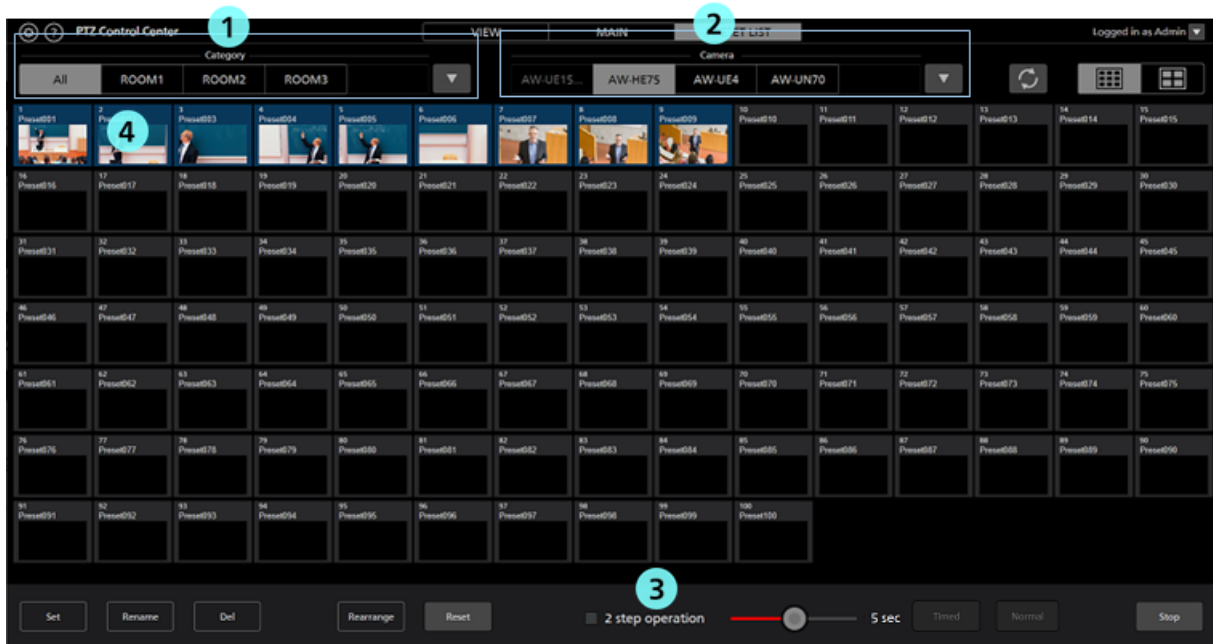 1
2
PTZ Control Center
VIEW
MAIN
ET LIST
Logged in as Admin
Category
Camera
All ROOM1 ROOM2 ROOM3
AW-UE15... AW-HE75 AW-UE4 AW-UN70
1 2 3 4 5 6 7 8 9 10 11 12 13 14 15
Preset001 Preset003 Preset004 Preset005 Preset006 Preset007 Preset008 Preset009 Preset010 Preset011 Preset012 Preset013 Preset014 Preset015
4
16 17 18 19 20 21 22 23 24 25 26 27 28 29 30
Preset016 Preset017 Preset018 Preset019 Preset020 Preset021 Preset022 Preset023 Preset024 Preset025 Preset026 Preset027 Preset028 Preset029 Preset030
31 32 33 34 35 36 37 38 39 40 41 42 43 44 45
Preset031 Preset032 Preset033 Preset034 Preset035 Preset036 Preset037 Preset038 Preset039 Preset040 Preset041 Preset042 Preset043 Preset044 Preset045
46 47 48 49 50 51 52 53 54 55 56 57 58 59 60
Preset046 Preset047 Preset048 Preset049 Preset050 Preset051 Preset052 Preset053 Preset054 Preset055 Preset056 Preset057 Preset058 Preset059 Preset060
61 62 63 64 65 66 67 68 69 70 71 72 73 74 75
Preset061 Preset062 Preset063 Preset064 Preset065 Preset066 Preset067 Preset068 Preset069 Preset070 Preset071 Preset072 Preset073 Preset074 Preset075
76 77 78 79 80 81 82 83 84 85 86 87 88 89 90
Preset076 Preset077 Preset078 Preset079 Preset080 Preset081 Preset082 Preset083 Preset084 Preset085 Preset086 Preset087 Preset088 Preset089 Preset090
91 92 93 94 95 96 97 98 99 100
Preset091 Preset092 Preset093 Preset094 Preset095 Preset096 Preset097 Preset098 Preset099 Preset100
3
Set Rename Del Rearrange Reset 2 step operation 5 sec Timed Normal Stop